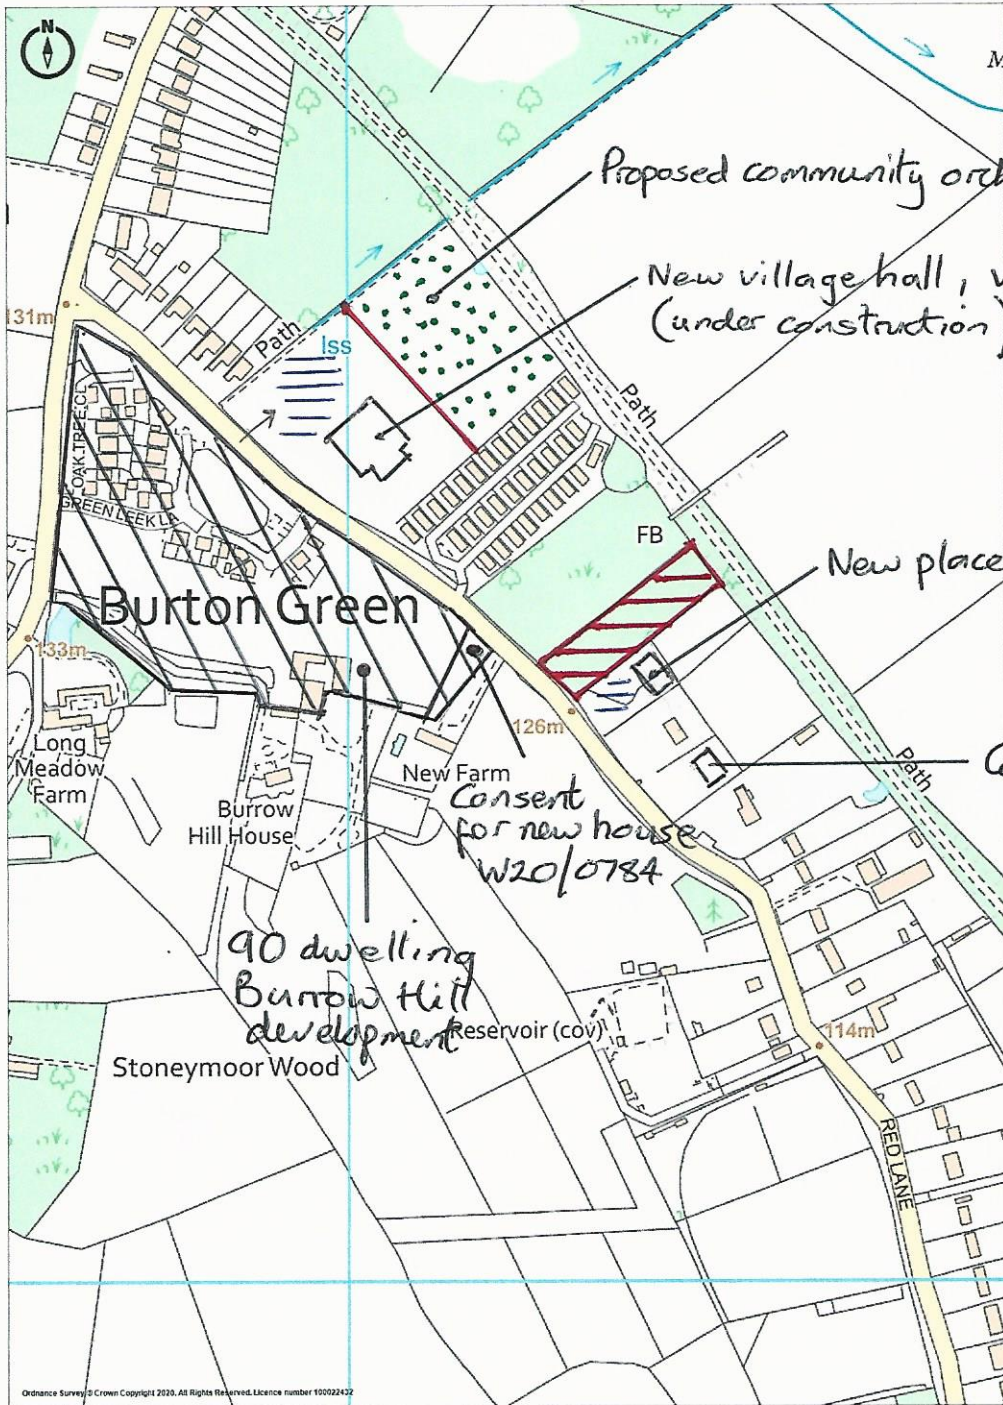 N
M
Proposed community
New village hall,
(under construction)
131m
Path
Iss
Path
OAK TREE CL
GREEN LEEK LA
FB
New place
Burton Green
133m
126m
Long
Meadow
Farm
New Farm
Path
Consent
for new house
W20/0784
Burrow
Hill House
90 dwelling
Burrow Hill
development
Reservoir (cov)
114m
Stoneymoor Wood
RED LANE
Ordnance Survey, © Crown Copyright 2020. All Rights Reserved. Licence number 100022432